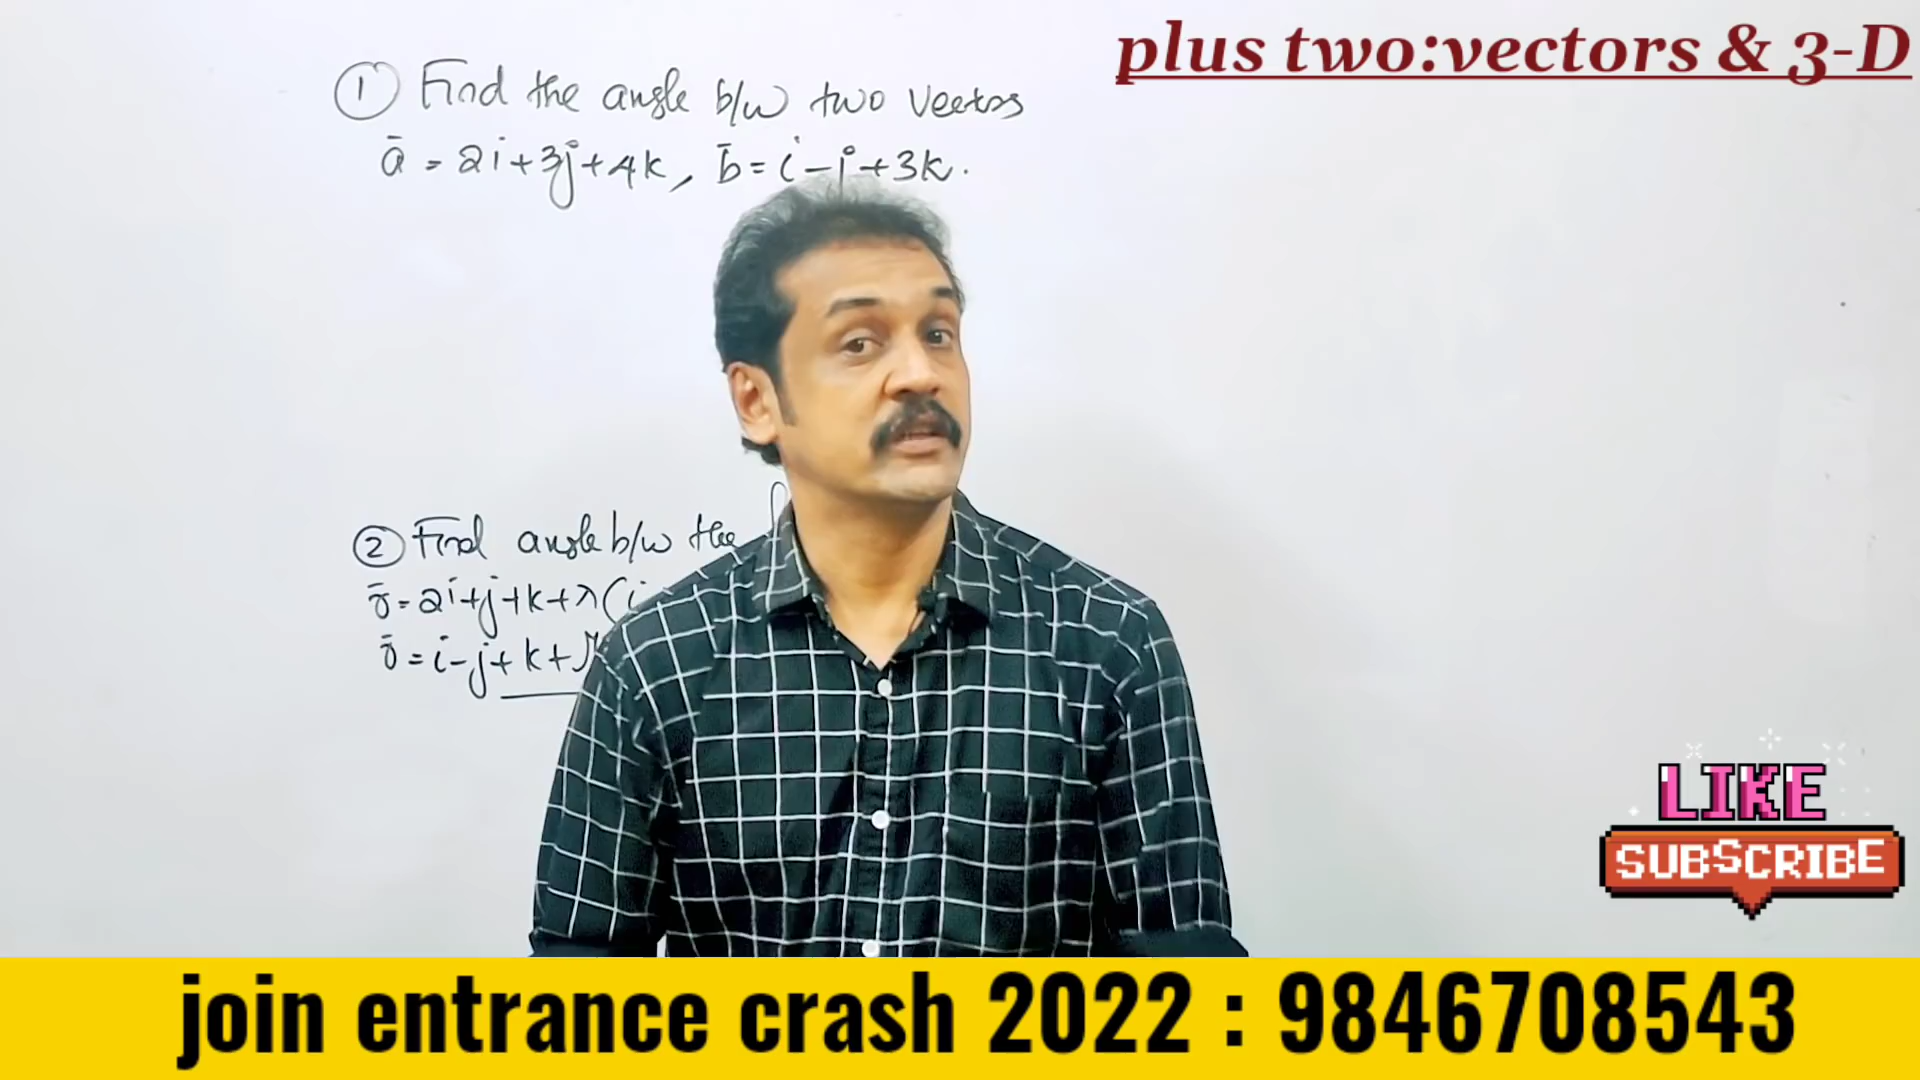 plus two:vectors & 3-D
① Find the angle b/w two vectors
a̅ = 2i+3j+4k, b̅ = i-j+3k.
② Find angle b/w the
r̅ = 2i+j+k+λ(i
r̅ = i-j+k+
LIKE
SUBSCRIBE
join entrance crash 2022 : 9846708543